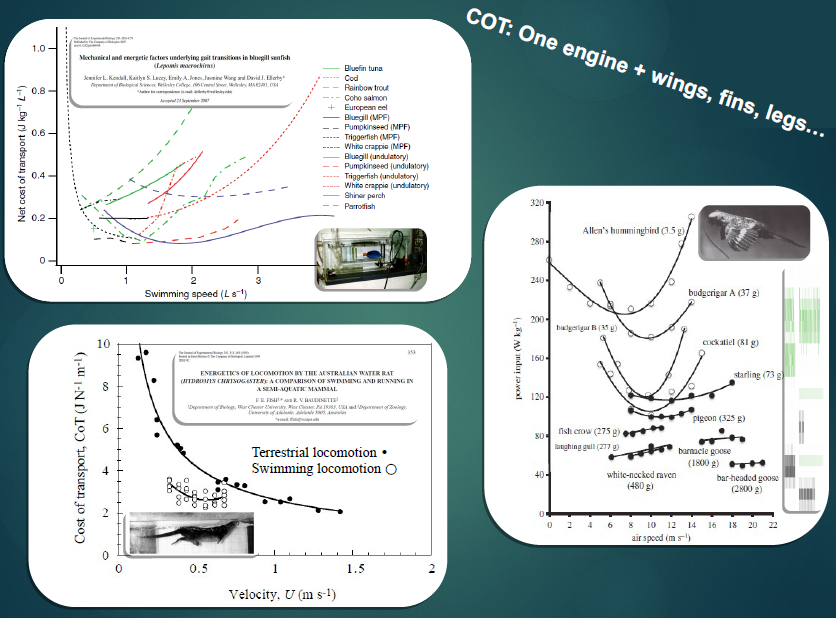 COT: One engine + wings, fins, legs...
Mechanical and energetic factors underlying gait transitions in bluegill sunfish
(Lepomis macrochirus)
Jennifer L. Kendall, Kaitlyn S. Lucey, Emily A. Jones, Jasmine Wang and David J. Ellerby*
Department of Biological Sciences, Wellesley College, 106 Central Street, Wellesley, MA 02481, USA
Accepted 23 September 2007
Net cost of transport (J kg⁻¹ L⁻¹)
1.0
0.8
0.6
0.4
0.2
0
0 1 2 3
Swimming speed (L s⁻¹)
Bluefin tuna
Cod
Rainbow trout
Coho salmon
European eel
Bluegill (MPF)
Pumpkinseed (MPF)
Triggerfish (MPF)
White crappie (MPF)
Bluegill (undulatory)
Pumpkinseed (undulatory)
Triggerfish (undulatory)
White crappie (undulatory)
Shiner perch
Parrotfish
353
ENERGETICS OF LOCOMOTION BY THE AUSTRALIAN WATER RAT
(HYDROMYS CHRYSOGASTER): A COMPARISON OF SWIMMING AND RUNNING IN
A SEMI-AQUATIC MAMMAL
F. E. FISH¹,* AND R. V. BAUDINETTE²
¹Department of Biology, West Chester University, West Chester, PA 19383, USA and ²Department of Zoology,
University of Adelaide, Adelaide 5005, Australia
Cost of transport, CoT (J N⁻¹ m⁻¹)
10
8
6
4
2
0
Terrestrial locomotion •
Swimming locomotion ○
0 0.5 1 1.5 2
Velocity, U (m s⁻¹)
power input (W kg⁻¹)
320
280
240
200
160
120
80
40
0
Allen's hummingbird (3.5 g)
budgerigar A (37 g)
budgerigar B (35 g)
cockatiel (81 g)
starling (73 g)
pigeon (325 g)
fish crow (275 g)
laughing gull (277 g)
barnacle goose
(1800 g)
white-necked raven
(480 g)
bar-headed goose
(2800 g)
0 2 4 6 8 10 12 14 16 18 20 22
air speed (m s⁻¹)